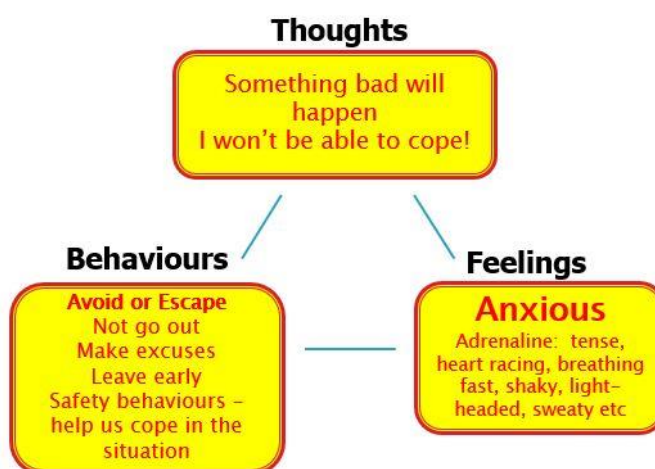 Thoughts
Something bad will
happen
I won't be able to cope!
Behaviours
Avoid or Escape
Not go out
Make excuses
Leave early
Safety behaviours –
help us cope in the
situation
Feelings
Anxious
Adrenaline: tense,
heart racing, breathing
fast, shaky, light-
headed, sweaty etc